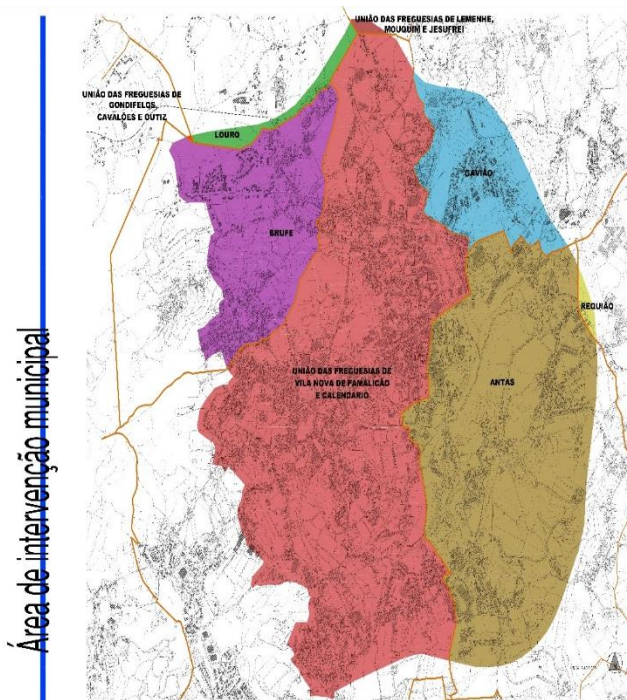 UNIÃO DAS FREGUESIAS DE LEMENHE,
MOUQUIM E JESUFREI
UNIÃO DAS FREGUESIAS DE
GONDIFELOS,
CAVALÕES E OUTIZ
LOURO
GAVIÃO
BRUFE
REQUIÃO
UNIÃO DAS FREGUESIAS DE
VILA NOVA DE FAMALICÃO
E CALENDÁRIO
ANTAS
Área de intervenção municipal